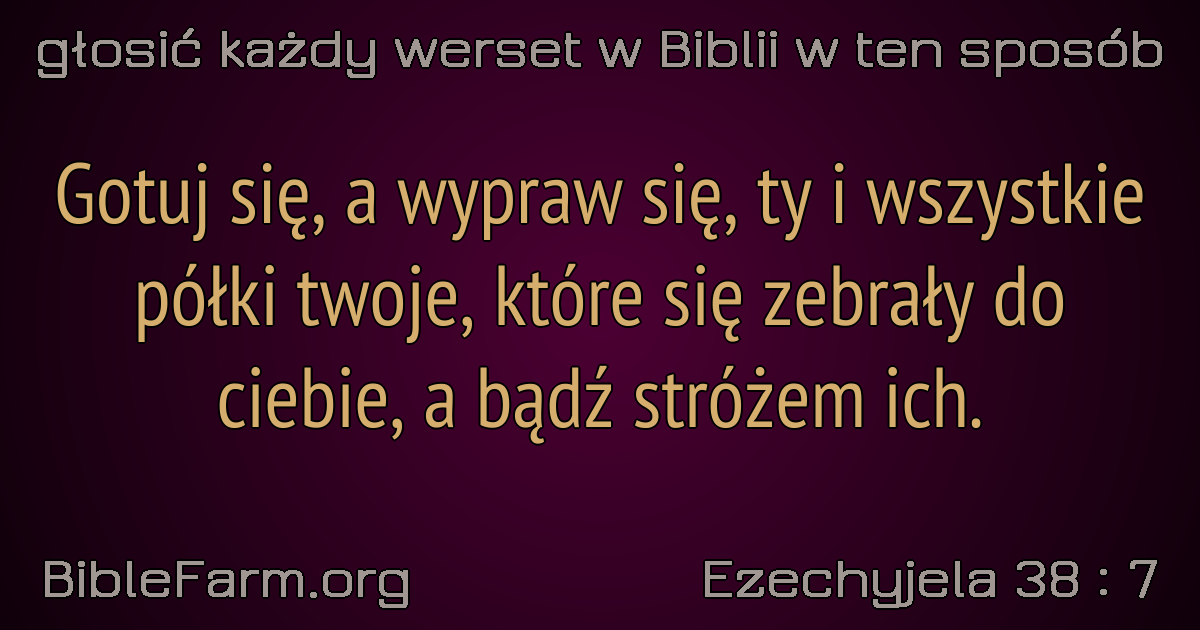 głosić każdy werset w Biblii w ten sposób
Gotuj się, a wypraw się, ty i wszystkie
półki twoje, które się zebrały do
ciebie, a bądź stróżem ich.
BibleFarm.org
Ezechyjela 38 : 7